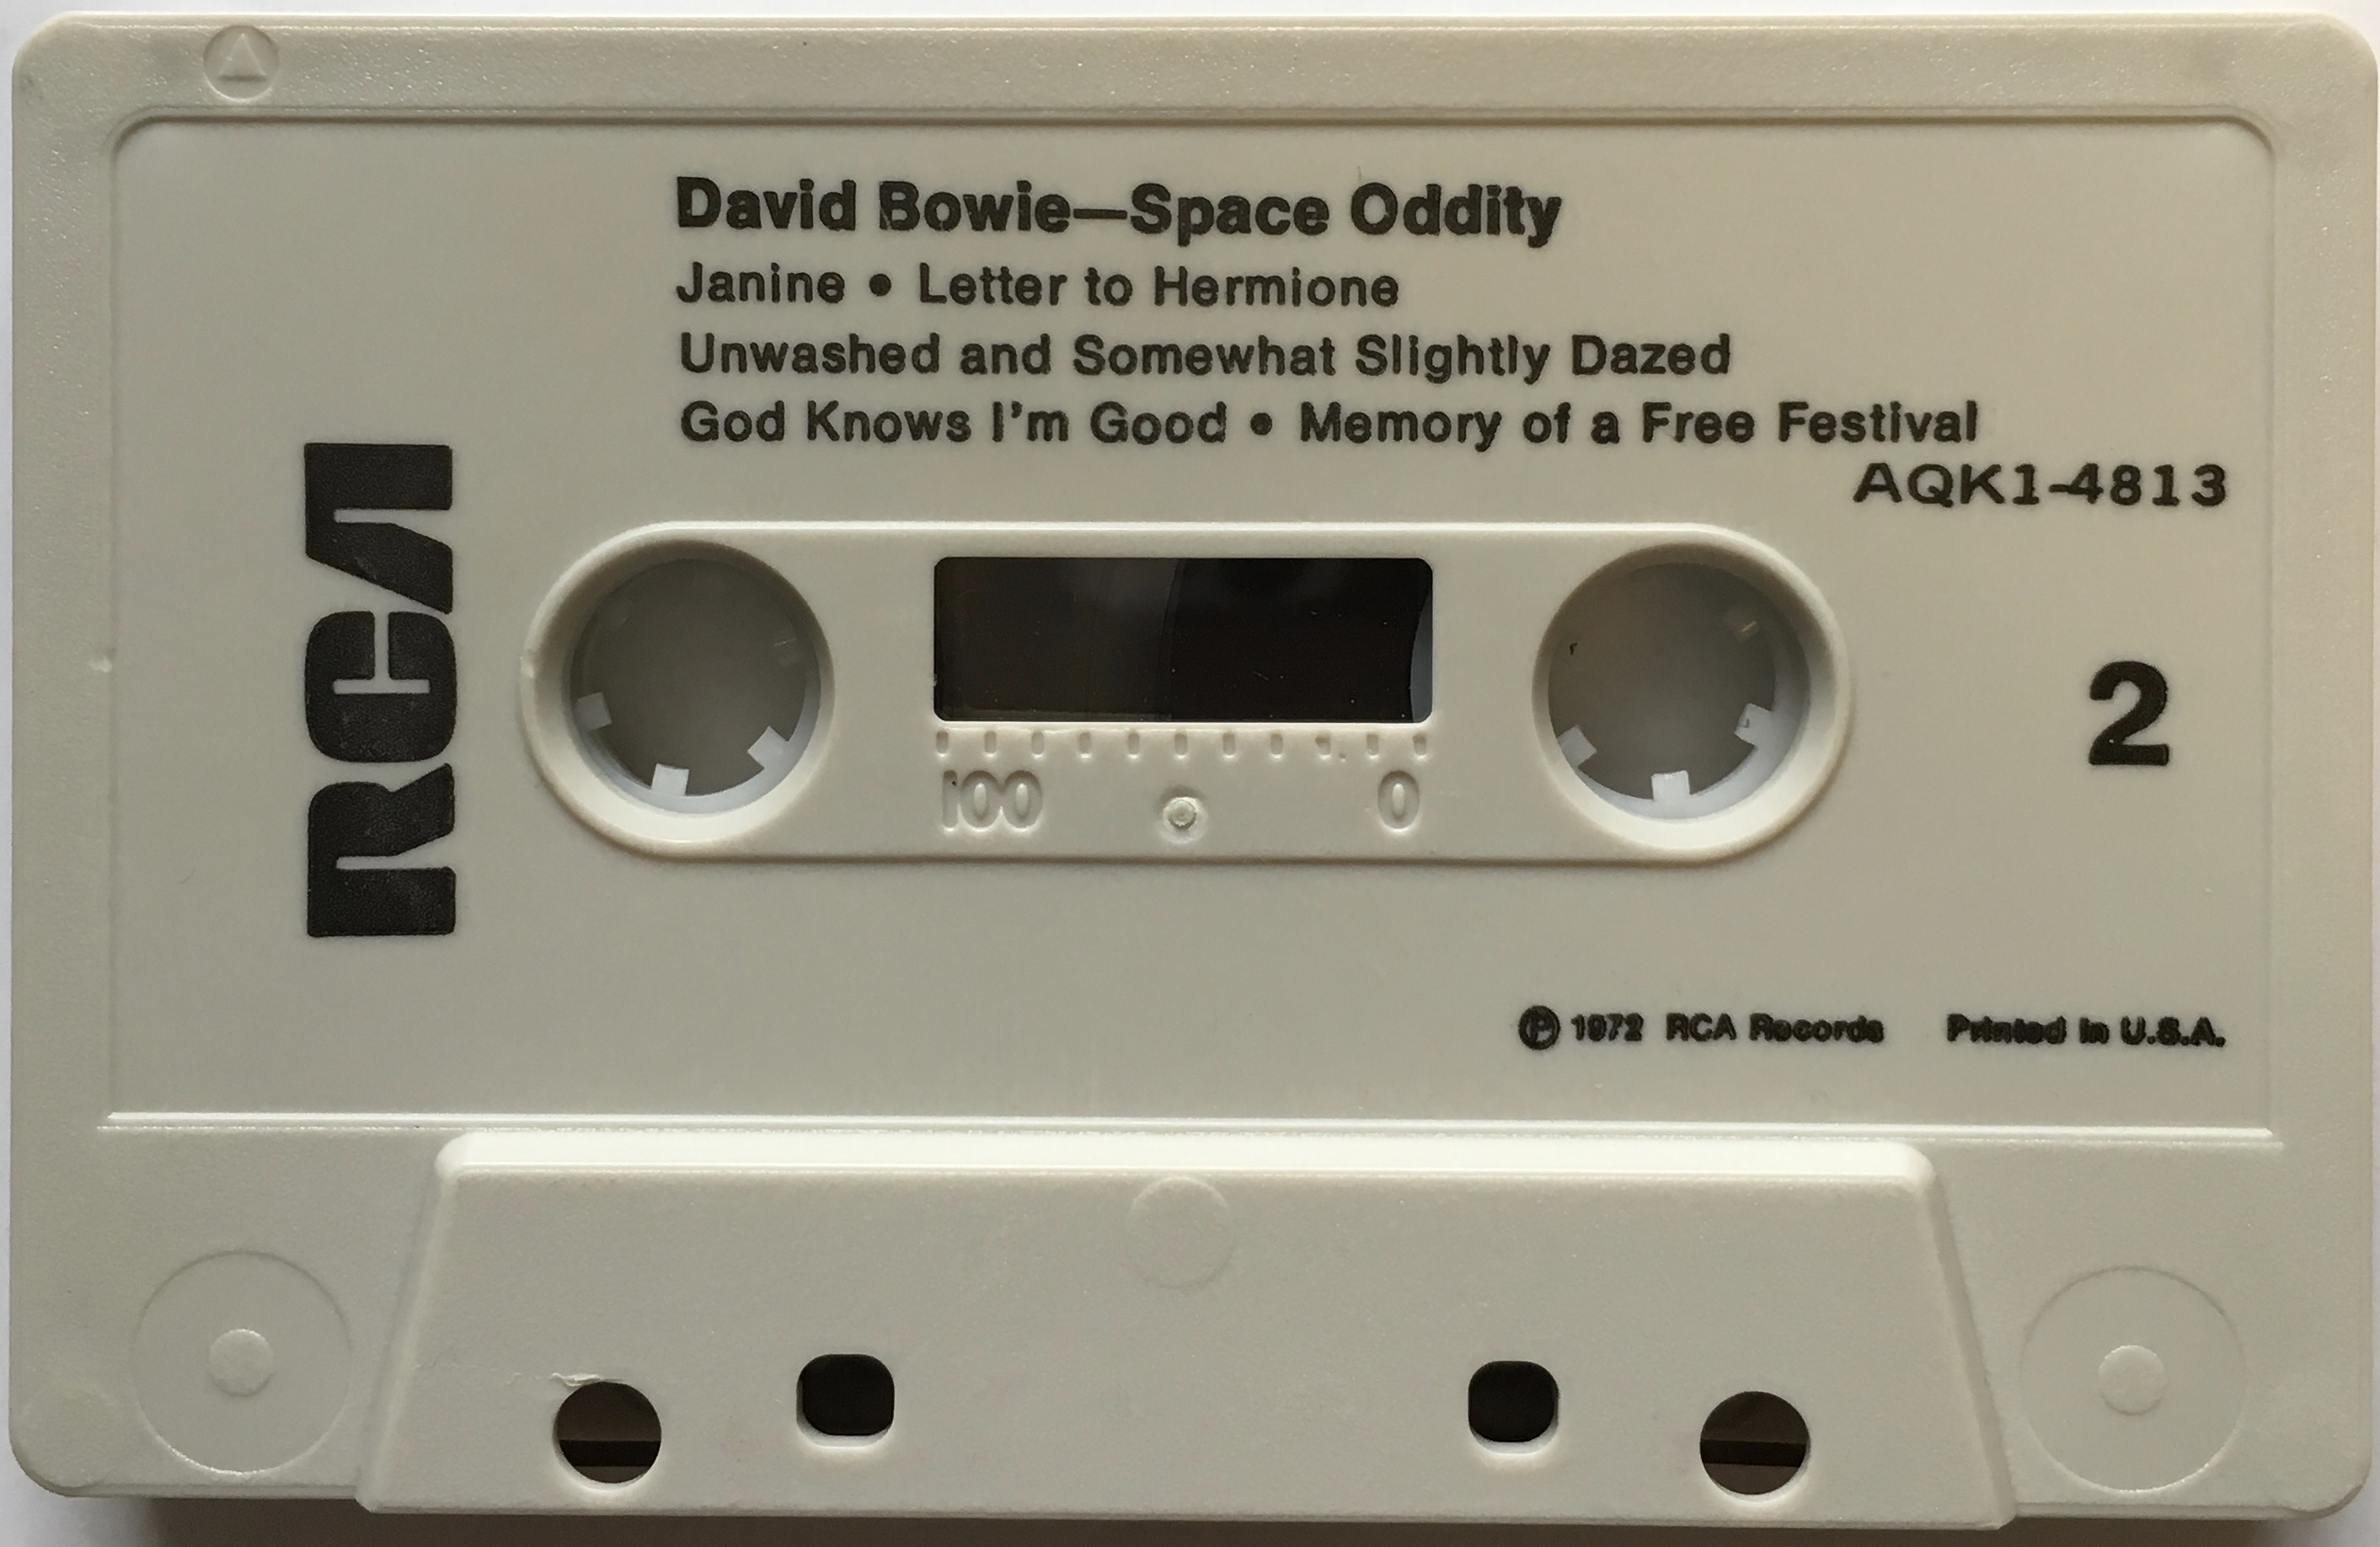 David Bowie—Space Oddity
Janine • Letter to Hermione
Unwashed and Somewhat Slightly Dazed
God Knows I'm Good • Memory of a Free Festival
AQK1-4813
RCA
2
100 0
℗ 1972 RCA Records Printed in U.S.A.